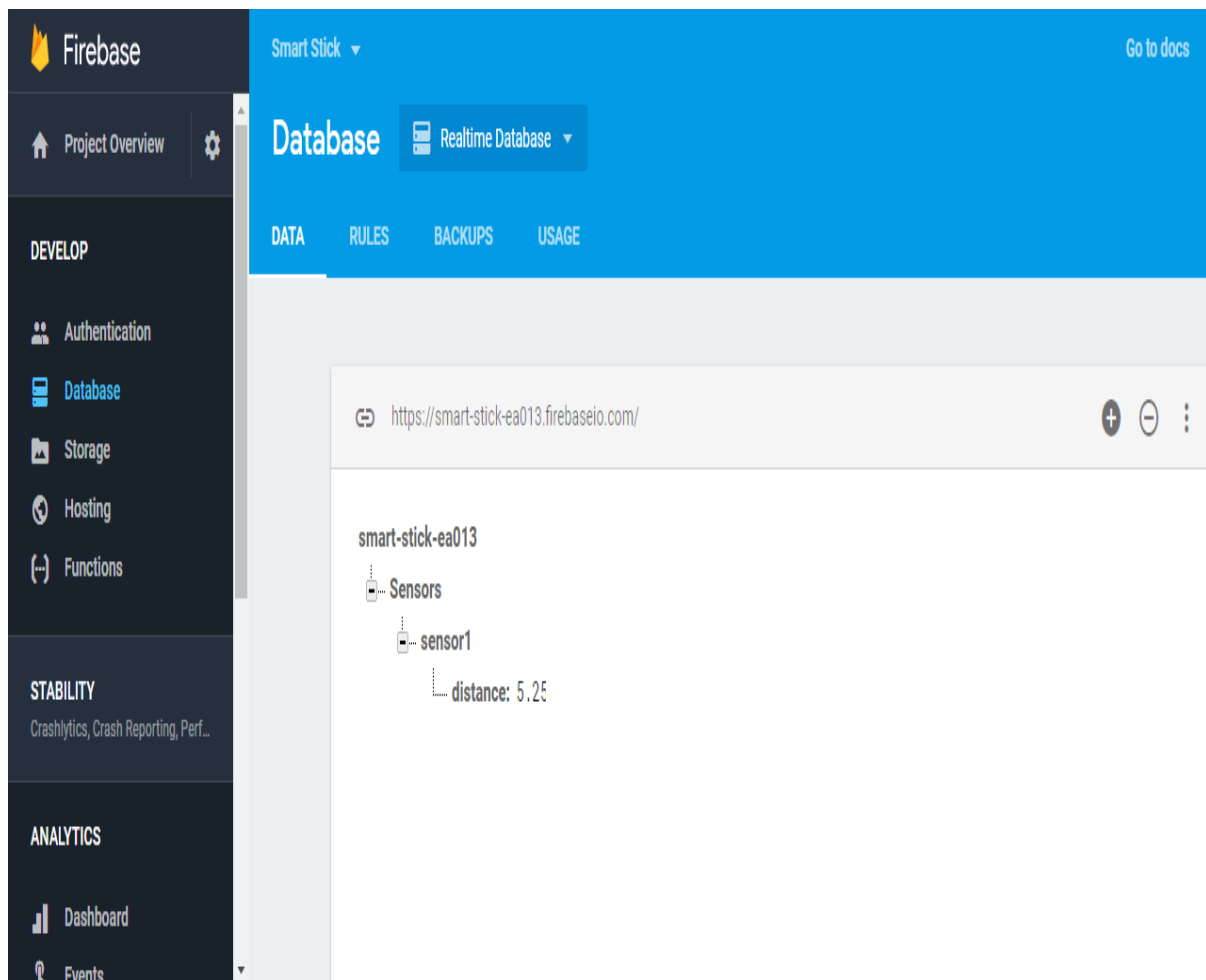 Firebase
Smart Stick
Go to docs
Project Overview
Database
Realtime Database
DATA RULES BACKUPS USAGE
DEVELOP
Authentication
Database
Storage
Hosting
Functions
https://smart-stick-ea013.firebaseio.com/
smart-stick-ea013
Sensors
sensor1
distance: 5.25
STABILITY
Crashlytics, Crash Reporting, Perf...
ANALYTICS
Dashboard
Events